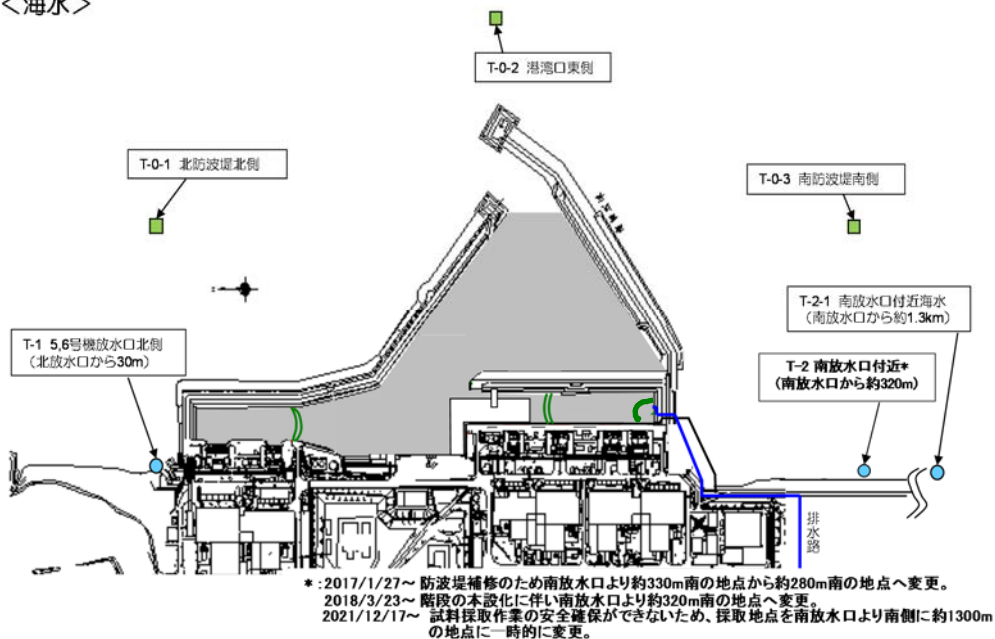 ＜海水＞
T-0-2 港湾口東側
T-0-1 北防波堤北側
T-0-3 南防波堤南側
T-2-1 南放水口付近海水
（南放水口から約1.3km）
T-1 5,6号機放水口北側
（北放水口から30m）
T-2 南放水口付近*
（南放水口から約320m）
排水路
*：2017/1/27～ 防波堤補修のため南放水口より約330m南の地点から約280m南の地点へ変更。
2018/3/23～ 階段の本設化に伴い南放水口より約320m南の地点へ変更。
2021/12/17～ 試料採取作業の安全確保ができないため、採取地点を南放水口より南側に約1300m
の地点に一時的に変更。